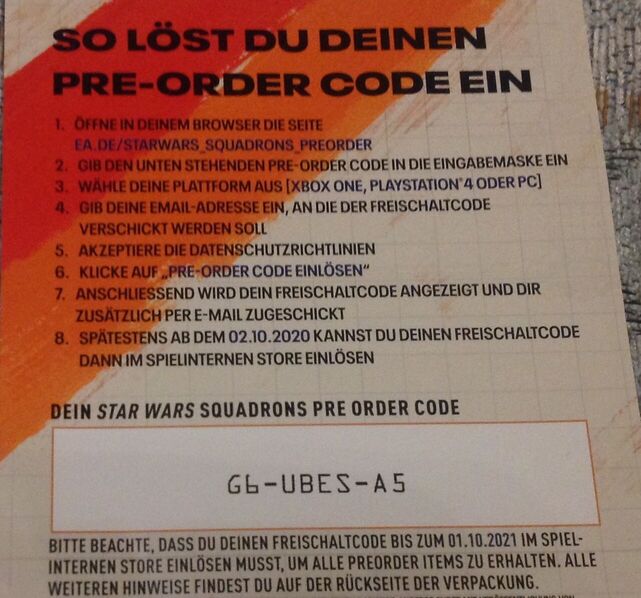 SO LÖST DU DEINEN
PRE-ORDER CODE EIN
1. ÖFFNE IN DEINEM BROWSER DIE SEITE
EA.DE/STARWARS_SQUADRONS_PREORDER
2. GIB DEN UNTEN STEHENDEN PRE-ORDER CODE IN DIE EINGABEMASKE EIN
3. WÄHLE DEINE PLATTFORM AUS [XBOX ONE, PLAYSTATION®4 ODER PC]
4. GIB DEINE EMAIL-ADRESSE EIN, AN DIE DER FREISCHALTCODE
VERSCHICKT WERDEN SOLL
5. AKZEPTIERE DIE DATENSCHUTZRICHTLINIEN
6. KLICKE AUF „PRE-ORDER CODE EINLÖSEN“
7. ANSCHLIESSEND WIRD DEIN FREISCHALTCODE ANGEZEIGT UND DIR
ZUSÄTZLICH PER E-MAIL ZUGESCHICKT
8. SPÄTESTENS AB DEM 02.10.2020 KANNST DU DEINEN FREISCHALTCODE
DANN IM SPIELINTERNEN STORE EINLÖSEN
DEIN STAR WARS SQUADRONS PRE ORDER CODE
G6-UBES-A5
BITTE BEACHTE, DASS DU DEINEN FREISCHALTCODE BIS ZUM 01.10.2021 IM SPIEL-
INTERNEN STORE EINLÖSEN MUSST, UM ALLE PREORDER ITEMS ZU ERHALTEN. ALLE
WEITEREN HINWEISE FINDEST DU AUF DER RÜCKSEITE DER VERPACKUNG.